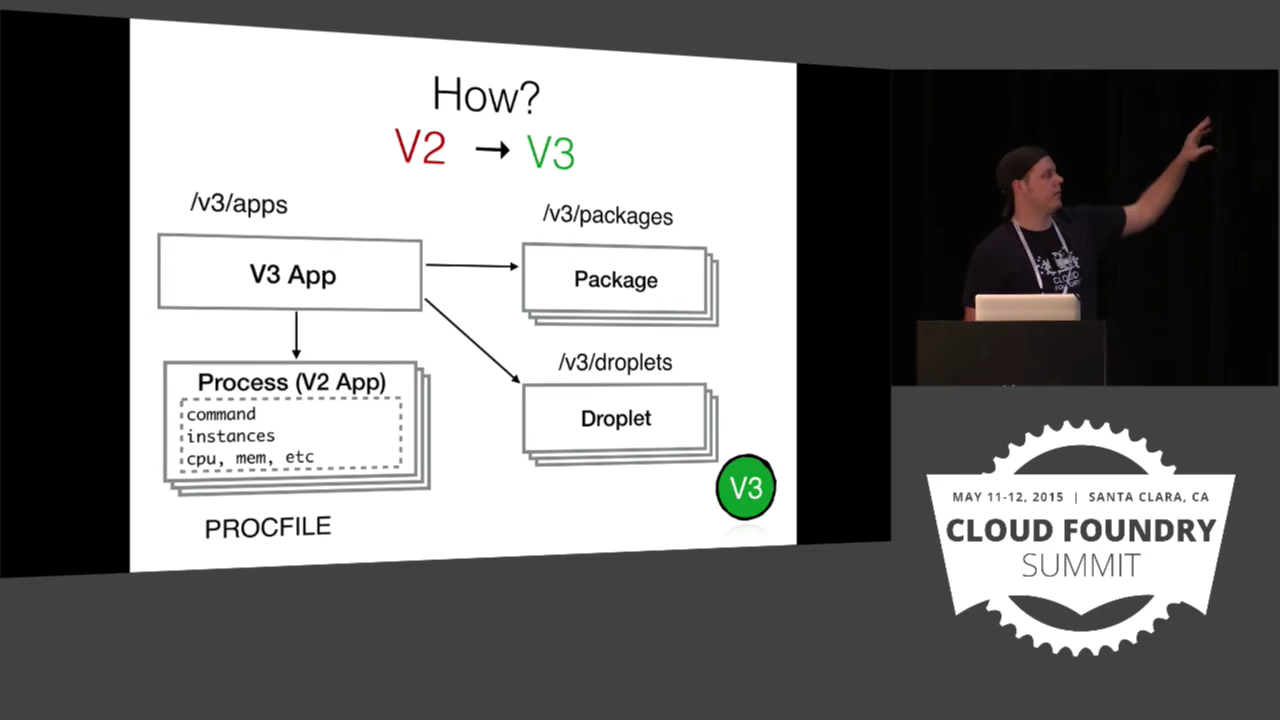 How?
V2 → V3
/v3/apps
V3 App
/v3/packages
Package
Process (V2 App)
command
instances
cpu, mem, etc
PROCFILE
/v3/droplets
Droplet
V3
CLOUD
MAY 11-12, 2015 | SANTA CLARA, CA
CLOUD FOUNDRY
SUMMIT